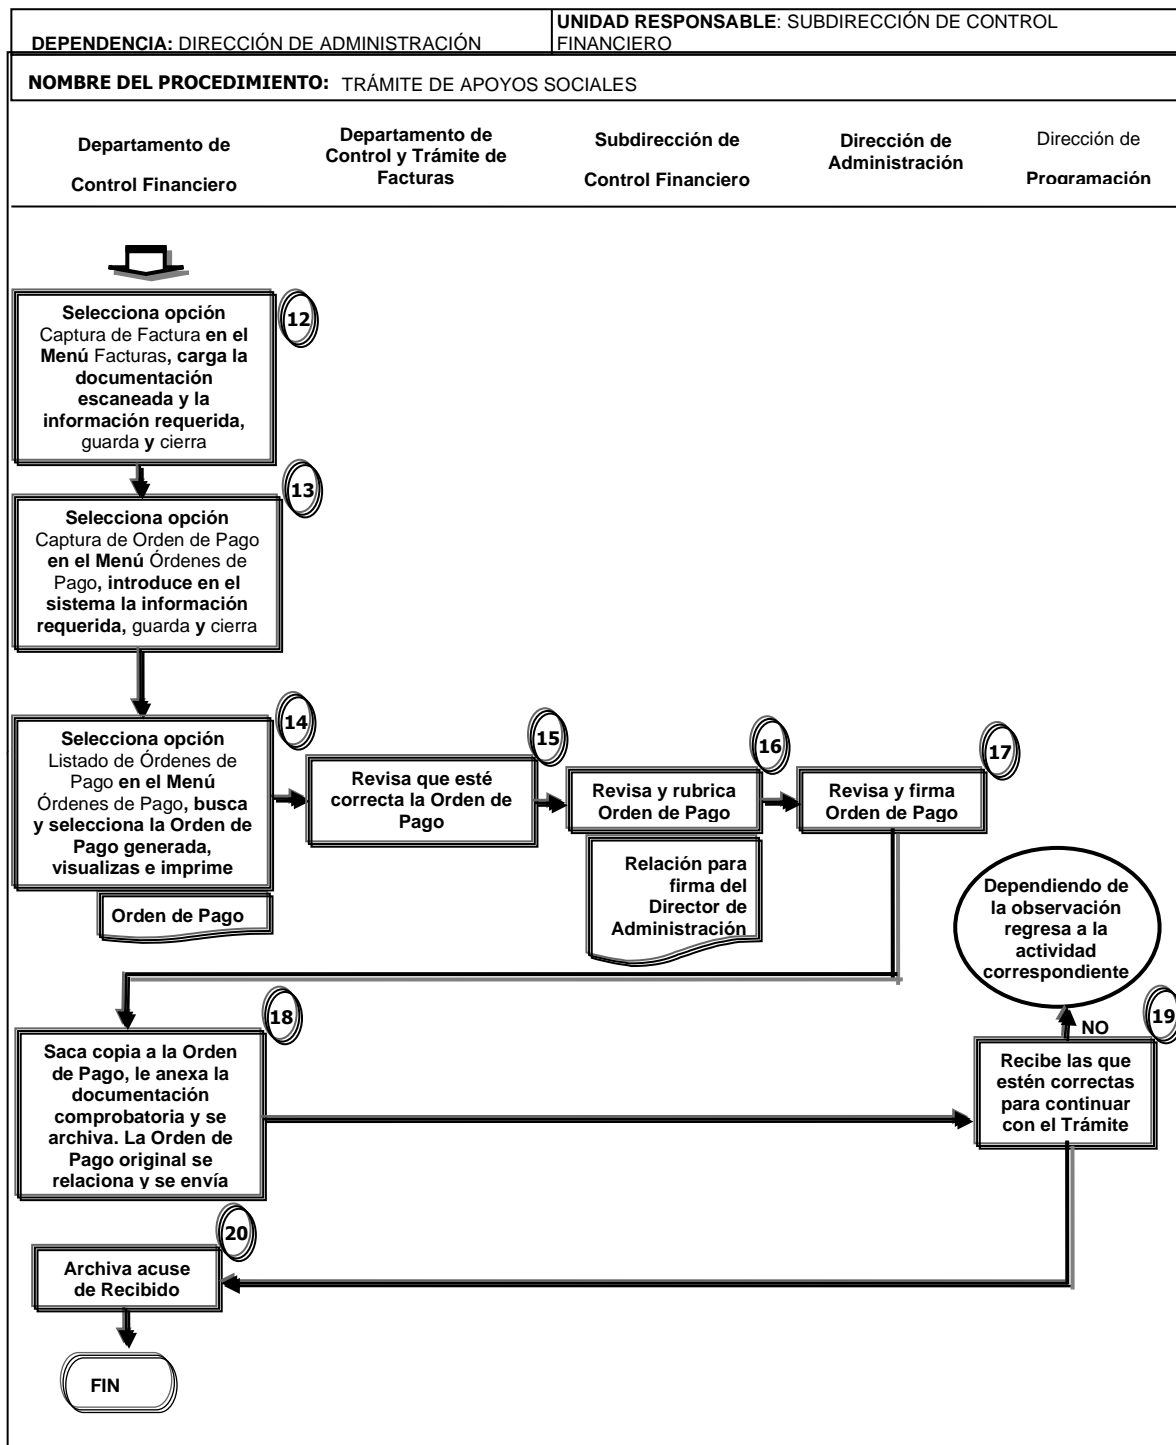 DEPENDENCIA: DIRECCIÓN DE ADMINISTRACIÓN
UNIDAD RESPONSABLE: SUBDIRECCIÓN DE CONTROL
FINANCIERO
NOMBRE DEL PROCEDIMIENTO: TRÁMITE DE APOYOS SOCIALES
Departamento de
Control Financiero
Departamento de
Control y Trámite de
Facturas
Subdirección de
Control Financiero
Dirección de
Administración
Dirección de
Programación
12
Selecciona opción
Captura de Factura en el
Menú Facturas, carga la
documentación
escaneada y la
información requerida,
guarda y cierra
13
Selecciona opción
Captura de Orden de Pago
en el Menú Órdenes de
Pago, introduce en el
sistema la información
requerida, guarda y cierra
14
Selecciona opción
Listado de Órdenes de
Pago en el Menú
Órdenes de Pago, busca
y selecciona la Orden de
Pago generada,
visualizas e imprime
Orden de Pago
15
Revisa que esté
correcta la Orden de
Pago
16
Revisa y rubrica
Orden de Pago
Relación para
firma del
Director de
Administración
17
Revisa y firma
Orden de Pago
Dependiendo de
la observación
regresa a la
actividad
correspondiente
NO
18
Saca copia a la Orden
de Pago, le anexa la
documentación
comprobatoria y se
archiva. La Orden de
Pago original se
relaciona y se envía
19
Recibe las que
estén correctas
para continuar
con el Trámite
20
Archiva acuse
de Recibido
FIN